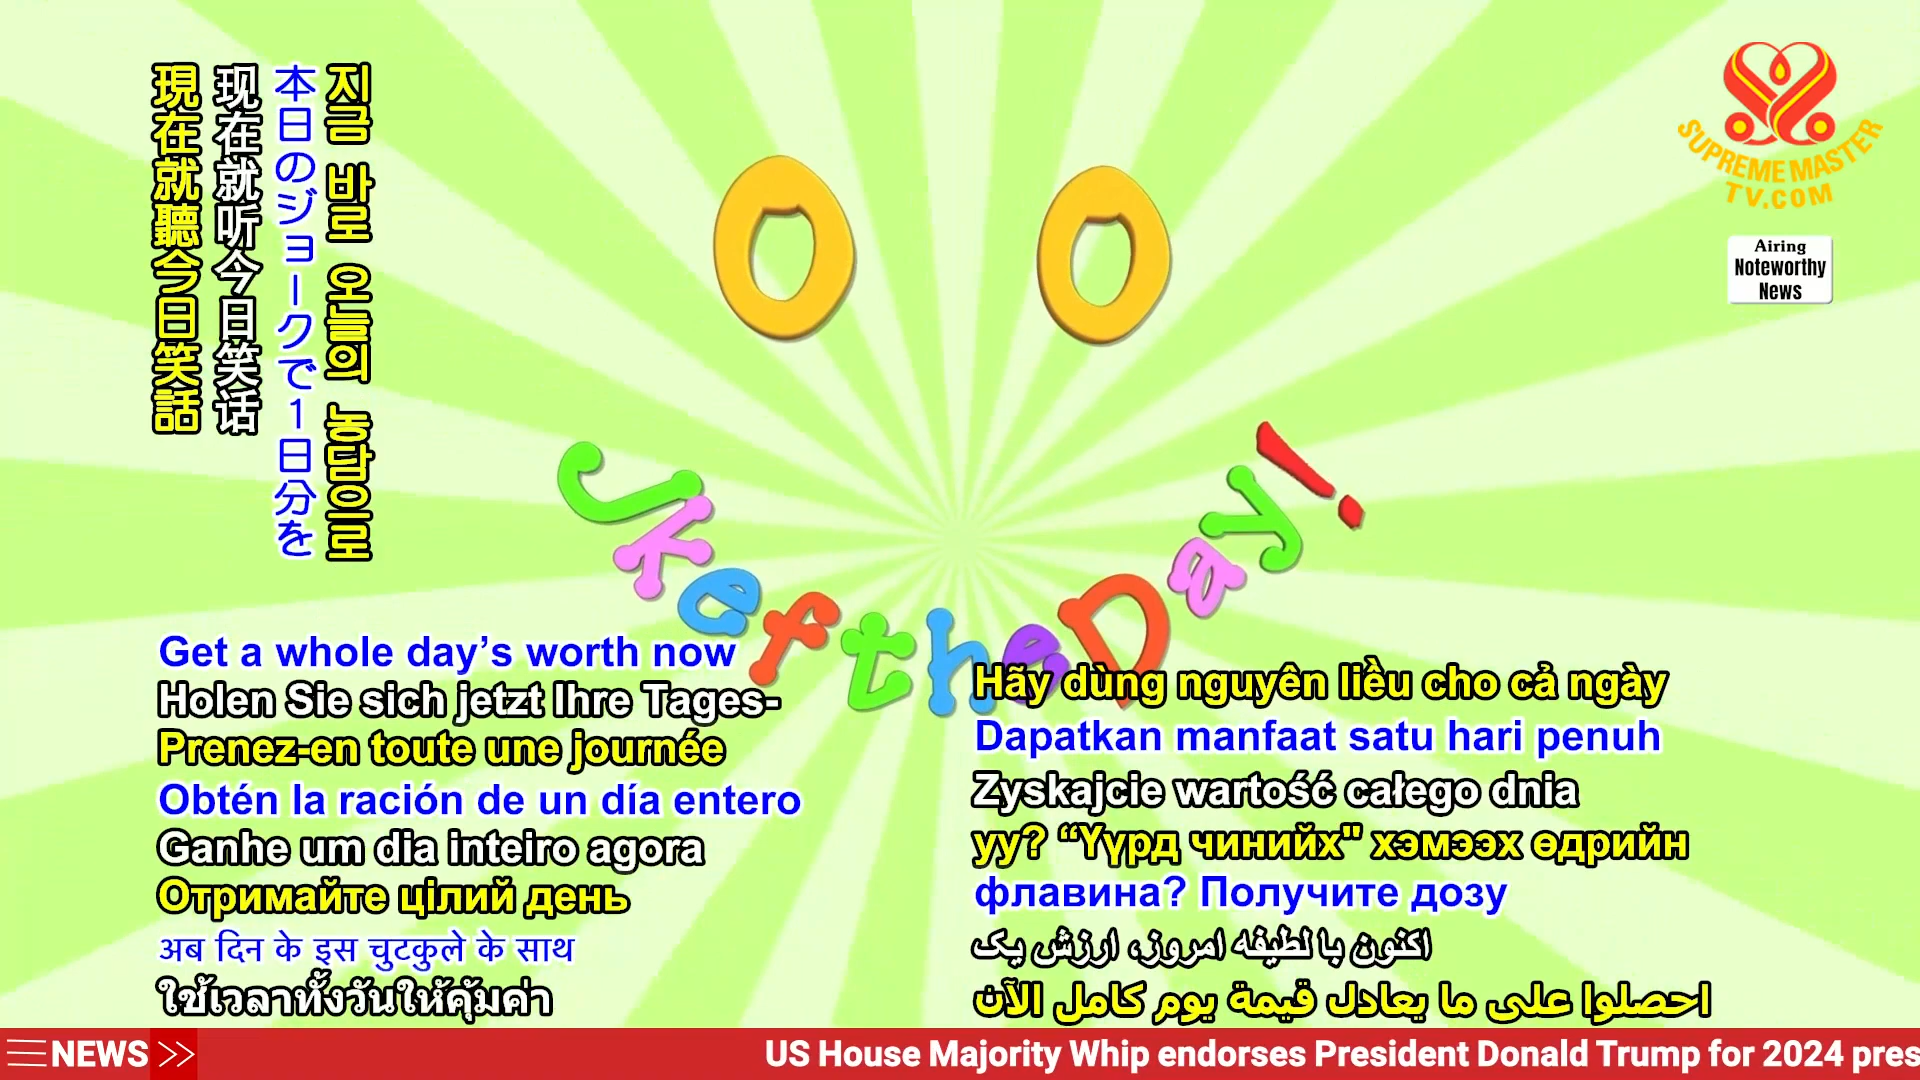 現在就聽今日笑話
现在就听今日笑话
本日のジョークで1日分を
지금 바로 오늘의 농담으로
SUPREME MASTER
TV.COM
Airing
Noteworthy
News
O O
J k e f t h e D a y !
Get a whole day’s worth now
Holen Sie sich jetzt Ihre Tages-
Prenez-en toute une journée
Obtén la ración de un día entero
Ganhe um dia inteiro agora
Отримайте цілий день
अब दिन के इस चुटकुले के साथ
ใช้เวลาทั้งวันให้คุ้มค่า
Hãy dùng nguyên liều cho cả ngày
Dapatkan manfaat satu hari penuh
Zyskajcie wartość całego dnia
уу? “Үүрд чинийх" хэмээх өдрийн
флавина? Получите дозу
اکنون با لطیفه امروز، ارزش یک
احصلوا على ما يعادل قيمة يوم كامل الآن
NEWS
US House Majority Whip endorses President Donald Trump for 2024 pres